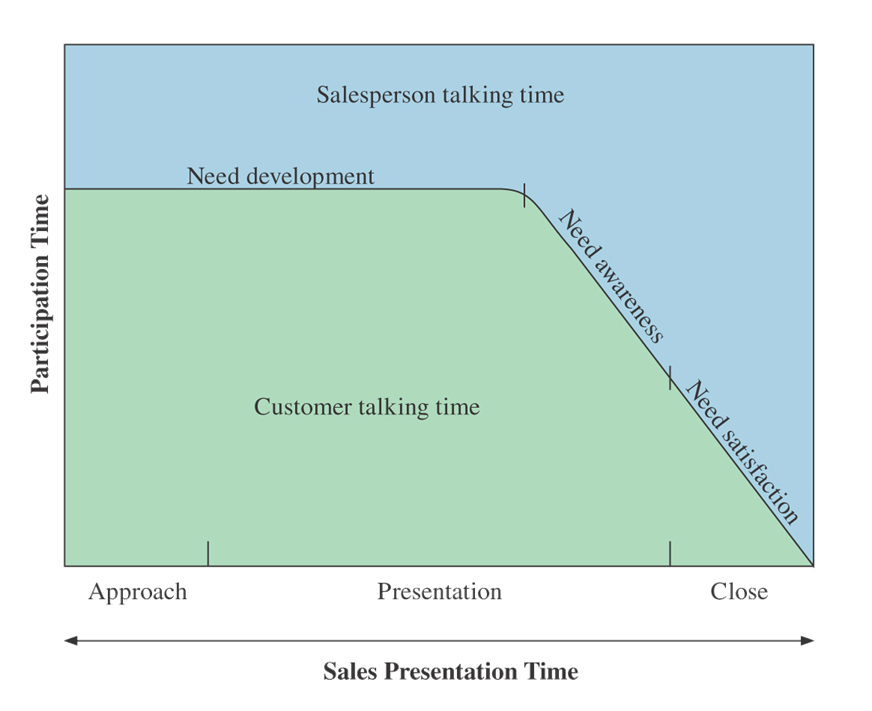 Salesperson talking time
Need development
Need awareness
Need satisfaction
Customer talking time
Participation Time
Approach
Presentation
Close
Sales Presentation Time